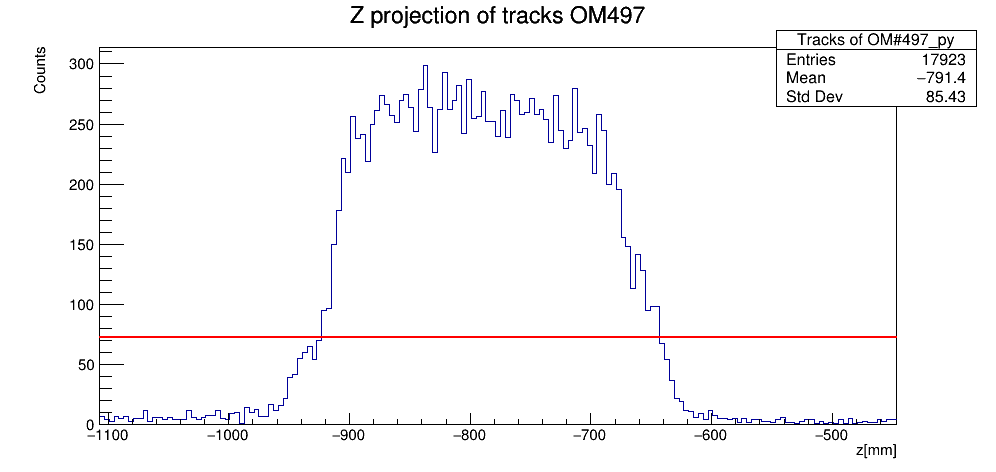 Z projection of tracks OM497
Tracks of OM#497_py
Entries 17923
Mean −791.4
Std Dev 85.43
Counts
300
250
200
150
100
50
0
−1100 −1000 −900 −800 −700 −600 −500
z[mm]